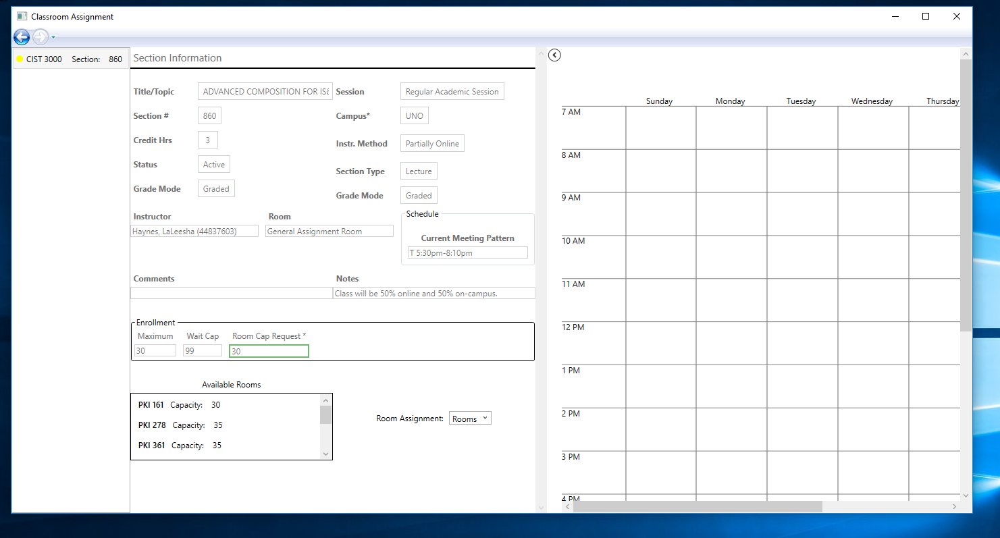 Classroom Assignment
CIST 3000 Section: 860
Section Information
Title/Topic ADVANCED COMPOSITION FOR IS& Session Regular Academic Session
Section # 860 Campus* UNO
Credit Hrs 3 Instr. Method Partially Online
Status Active Section Type Lecture
Grade Mode Graded Grade Mode Graded
Instructor Room Schedule
Haynes, LaLeesha (44837603) General Assignment Room
Current Meeting Pattern
T 5:30pm-8:10pm
Comments Notes
Class will be 50% online and 50% on-campus.
Enrollment
Maximum Wait Cap Room Cap Request *
30 99 30
Available Rooms
PKI 161 Capacity: 30
PKI 278 Capacity: 35
PKI 361 Capacity: 35
Room Assignment: Rooms
Sunday Monday Tuesday Wednesday Thursday
7 AM
8 AM
9 AM
10 AM
11 AM
12 PM
1 PM
2 PM
3 PM
4 PM